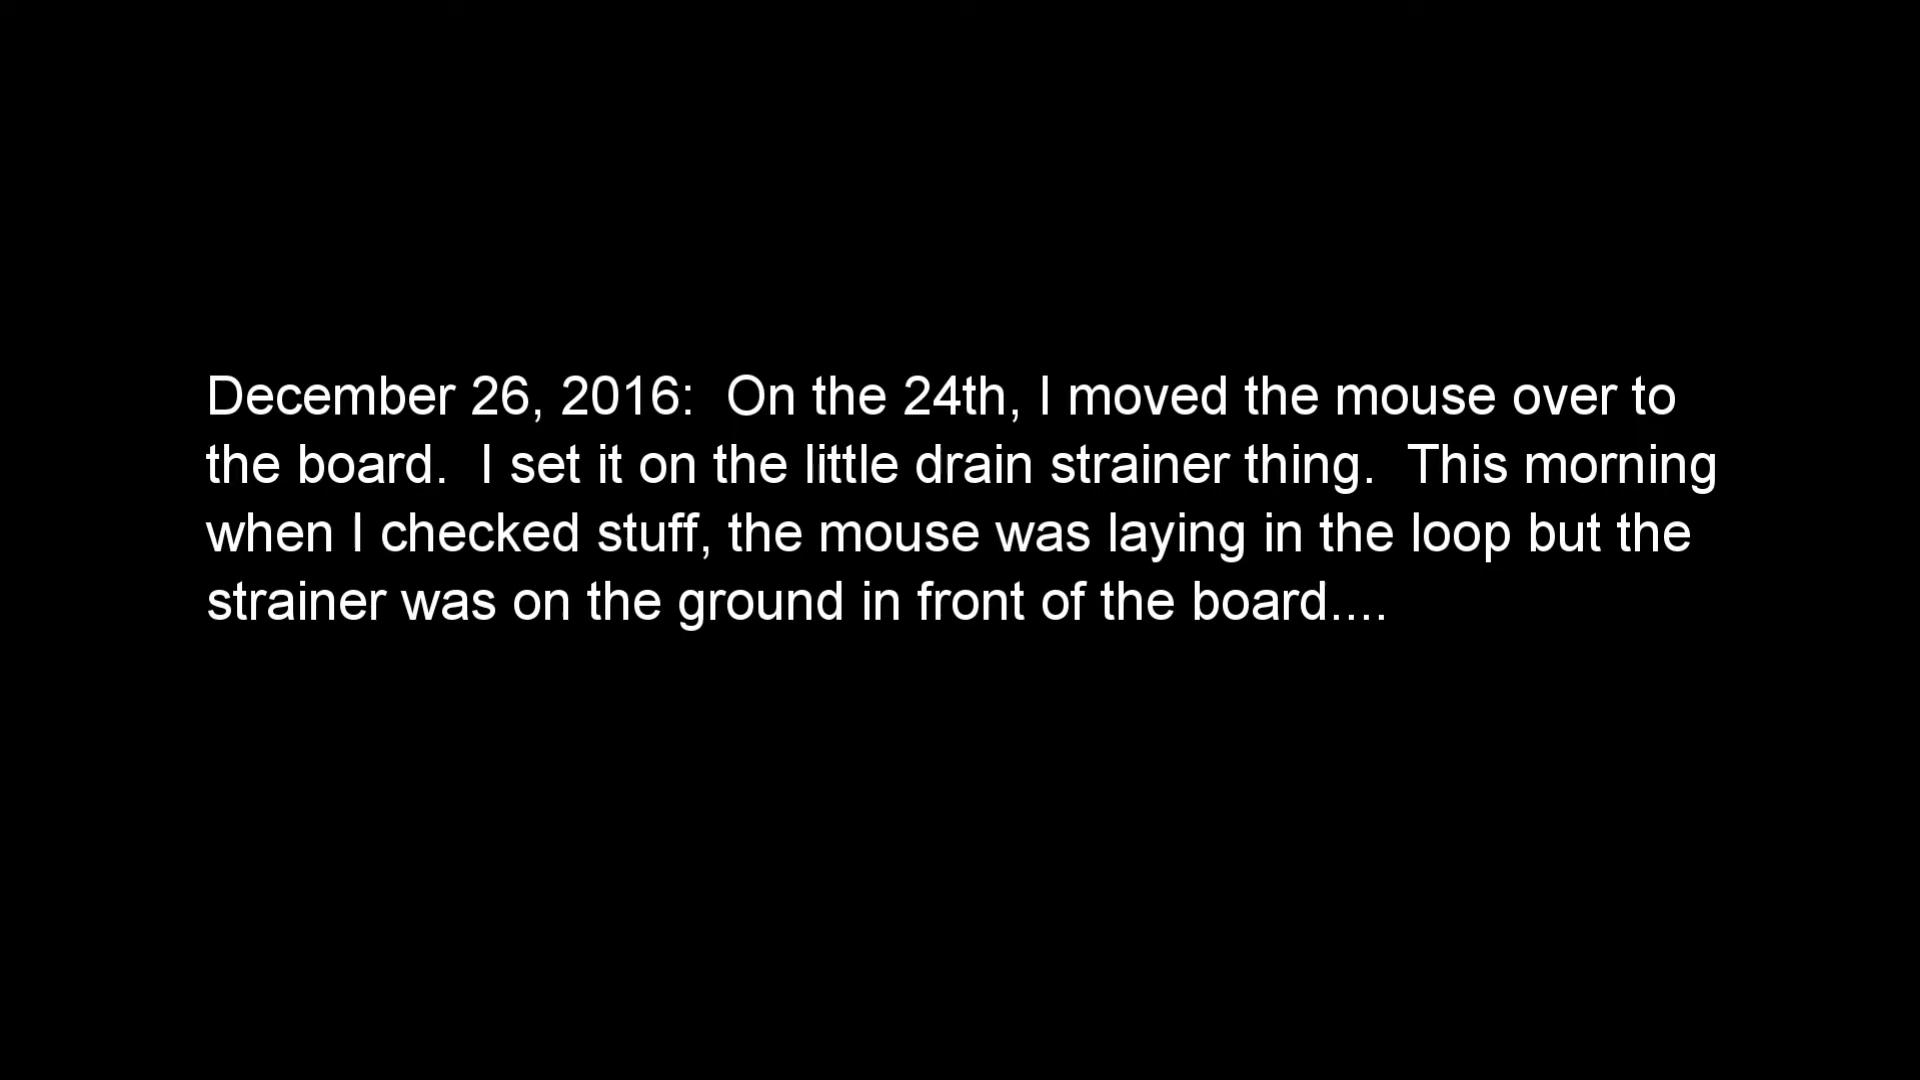 December 26, 2016:  On the 24th, I moved the mouse over to
the board.  I set it on the little drain strainer thing.  This morning
when I checked stuff, the mouse was laying in the loop but the
strainer was on the ground in front of the board....